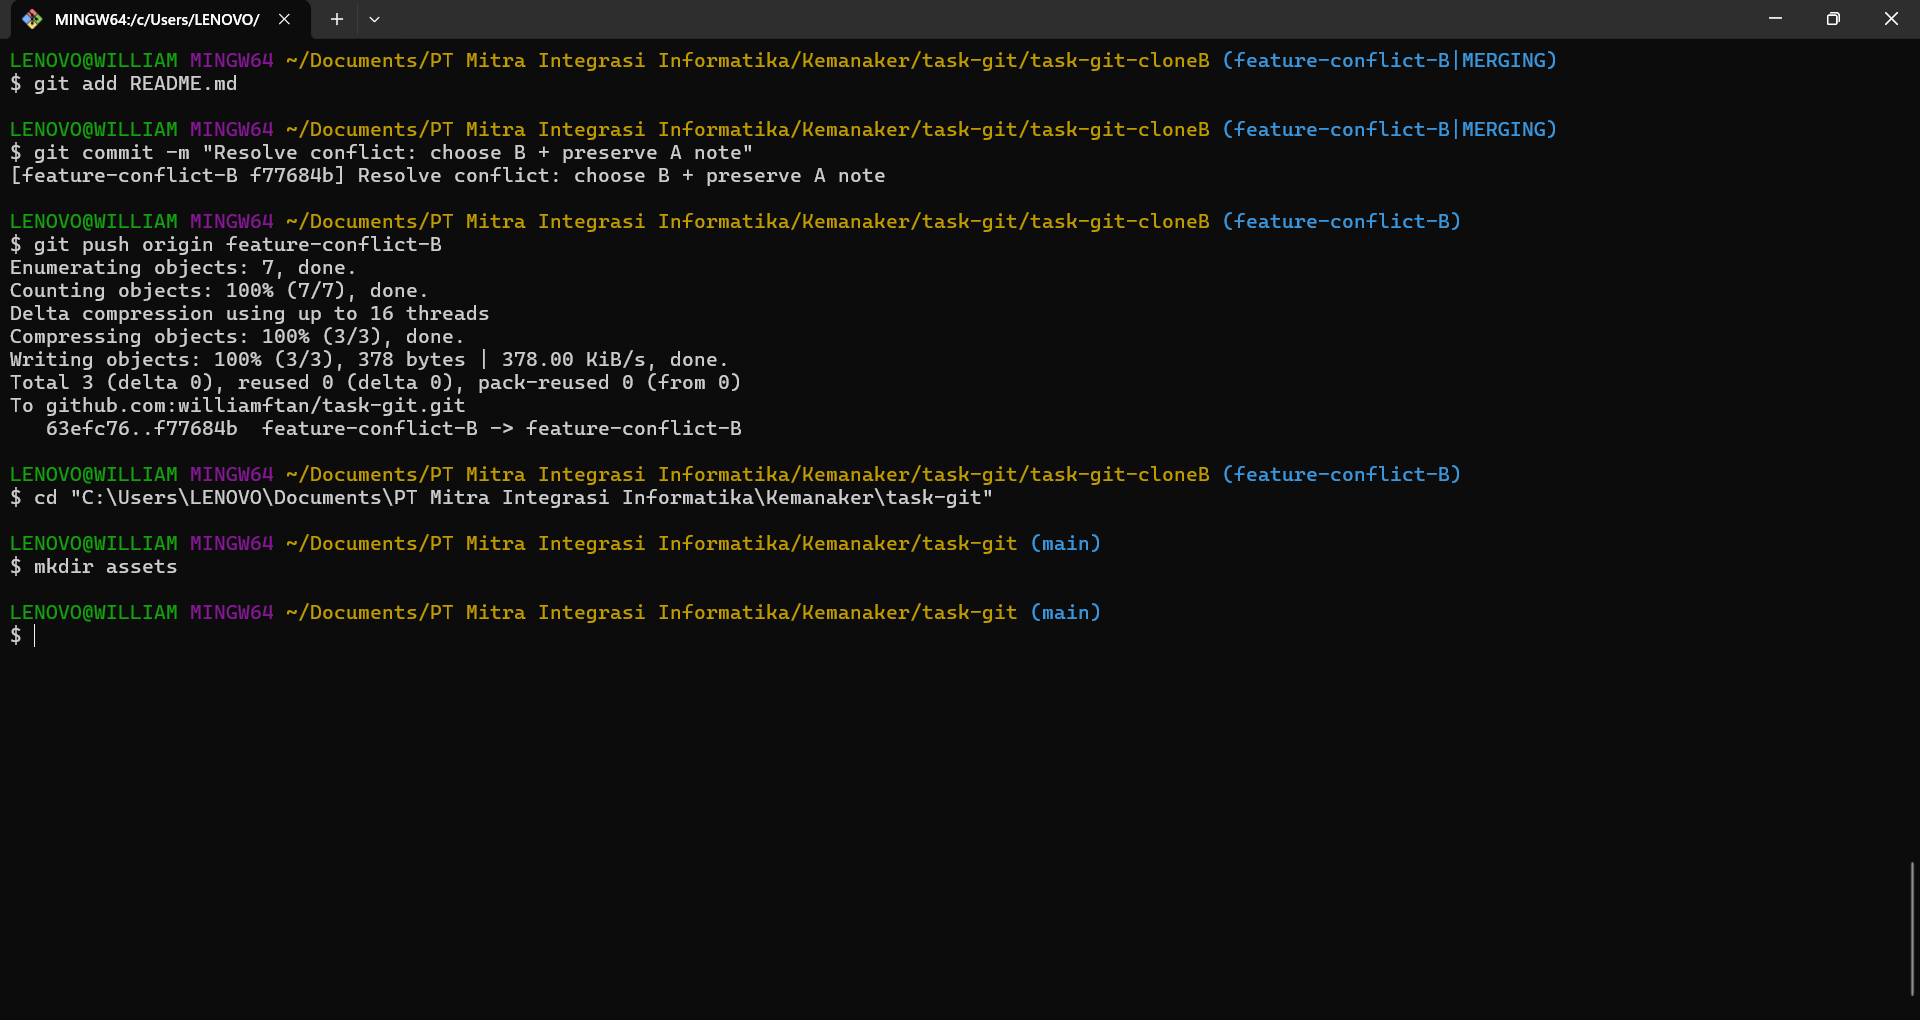 MINGW64:/c/Users/LENOVO/
LENOVO@WILLIAM MINGW64 ~/Documents/PT Mitra Integrasi Informatika/Kemanaker/task-git/task-git-cloneB (feature-conflict-B|MERGING)
$ git add README.md
LENOVO@WILLIAM MINGW64 ~/Documents/PT Mitra Integrasi Informatika/Kemanaker/task-git/task-git-cloneB (feature-conflict-B|MERGING)
$ git commit -m "Resolve conflict: choose B + preserve A note"
[feature-conflict-B f77684b] Resolve conflict: choose B + preserve A note
LENOVO@WILLIAM MINGW64 ~/Documents/PT Mitra Integrasi Informatika/Kemanaker/task-git/task-git-cloneB (feature-conflict-B)
$ git push origin feature-conflict-B
Enumerating objects: 7, done.
Counting objects: 100% (7/7), done.
Delta compression using up to 16 threads
Compressing objects: 100% (3/3), done.
Writing objects: 100% (3/3), 378 bytes | 378.00 KiB/s, done.
Total 3 (delta 0), reused 0 (delta 0), pack-reused 0 (from 0)
To github.com:williamftan/task-git.git
   63efc76..f77684b  feature-conflict-B -> feature-conflict-B
LENOVO@WILLIAM MINGW64 ~/Documents/PT Mitra Integrasi Informatika/Kemanaker/task-git/task-git-cloneB (feature-conflict-B)
$ cd "C:\Users\LENOVO\Documents\PT Mitra Integrasi Informatika\Kemanaker\task-git"
LENOVO@WILLIAM MINGW64 ~/Documents/PT Mitra Integrasi Informatika/Kemanaker/task-git (main)
$ mkdir assets
LENOVO@WILLIAM MINGW64 ~/Documents/PT Mitra Integrasi Informatika/Kemanaker/task-git (main)
$